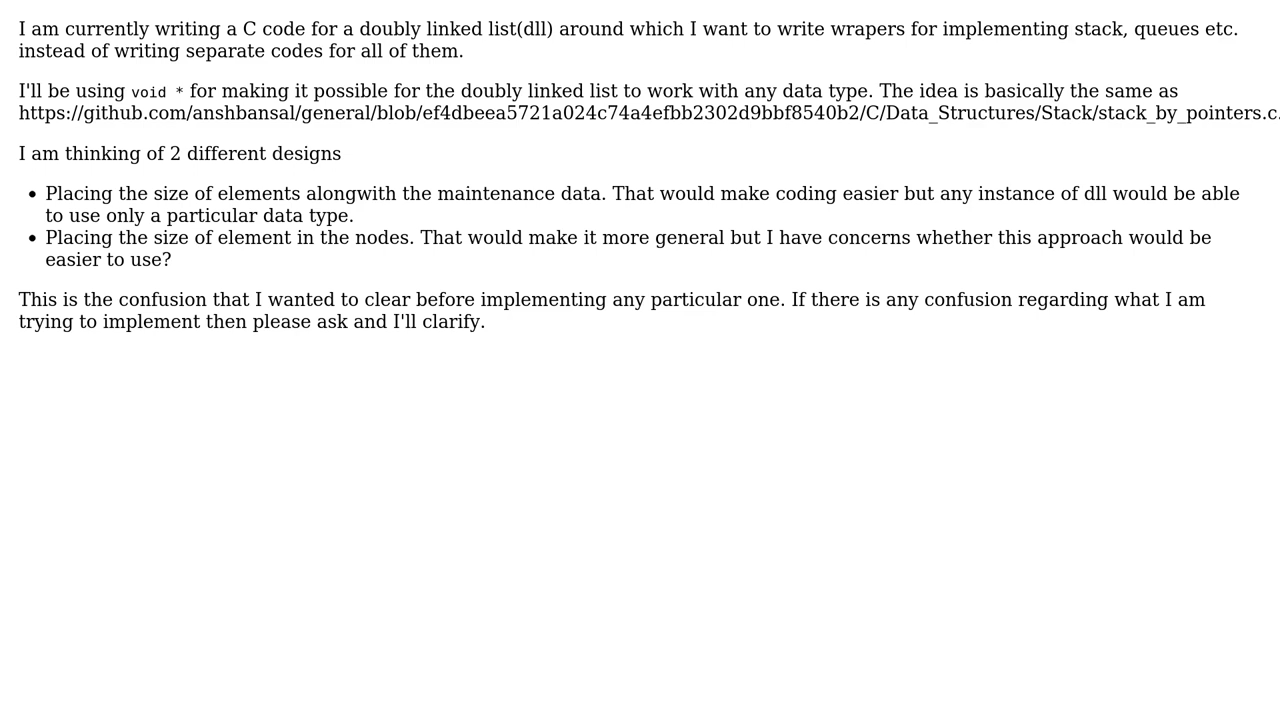 I am currently writing a C code for a doubly linked list(dll) around which I want to write wrapers for implementing stack, queues etc.
instead of writing separate codes for all of them.
I'll be using void * for making it possible for the doubly linked list to work with any data type. The idea is basically the same as
https://github.com/anshbansal/general/blob/ef4dbeea5721a024c74a4efbb2302d9bbf8540b2/C/Data_Structures/Stack/stack_by_pointers.c.
I am thinking of 2 different designs
• Placing the size of elements alongwith the maintenance data. That would make coding easier but any instance of dll would be able
to use only a particular data type.
• Placing the size of element in the nodes. That would make it more general but I have concerns whether this approach would be
easier to use?
This is the confusion that I wanted to clear before implementing any particular one. If there is any confusion regarding what I am
trying to implement then please ask and I'll clarify.